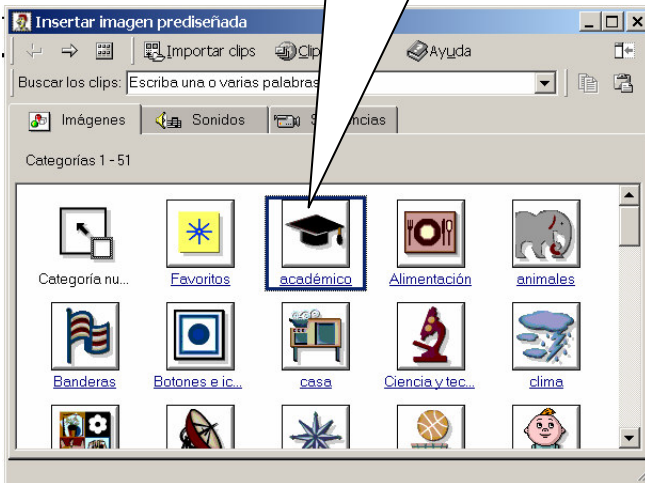 Insertar imagen prediseñada
Importar clips Clip Ayuda
Buscar los clips: Escriba una o varias palabras
Imágenes Sonidos
Categorías 1 - 51
Categoría nu... Favoritos académico Alimentación animales
Banderas Botones e ic... casa Ciencia y tec... clima